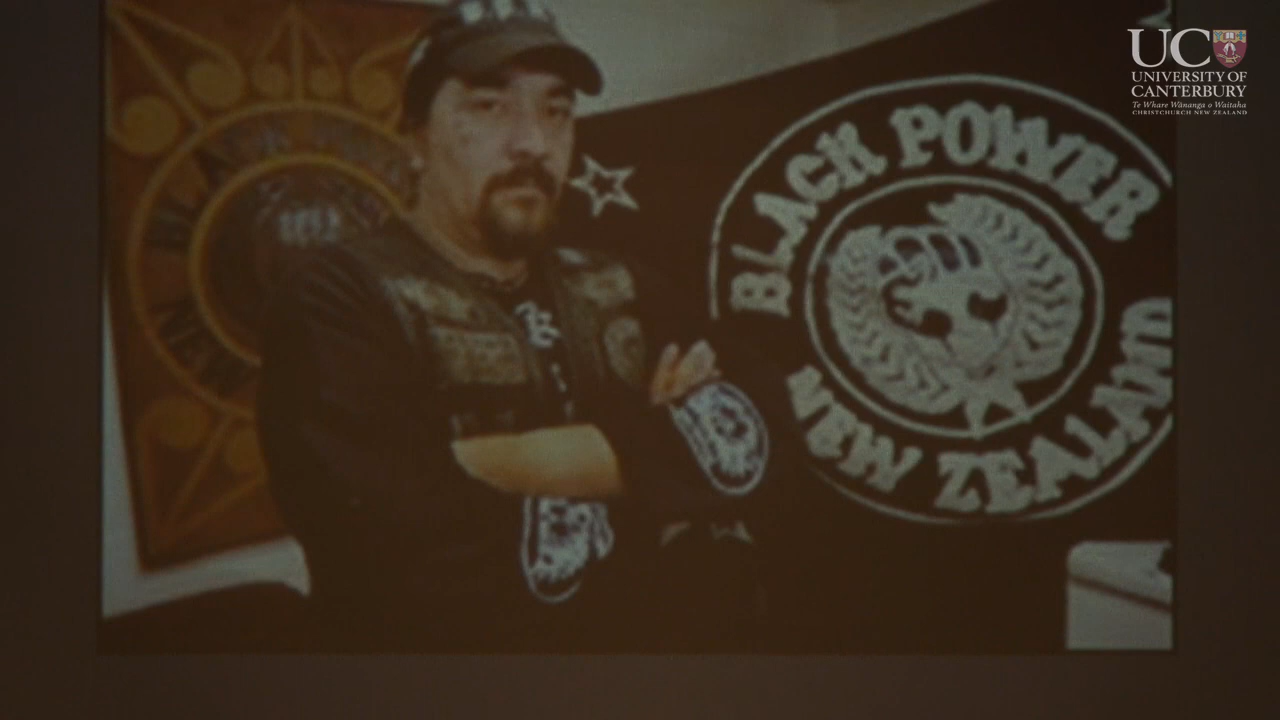 UC
UNIVERSITY OF
CANTERBURY
Te Whare Wānanga o Waitaha
CHRISTCHURCH NEW ZEALAND
BLACK POWER
NEW ZEALAND